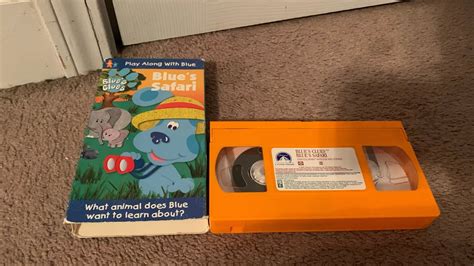 Play Along With Blue
Blue's Clues
Blue's
Safari
What animal does Blue
want to learn about?
BLUE'S CLUES
BLUE'S SAFARI